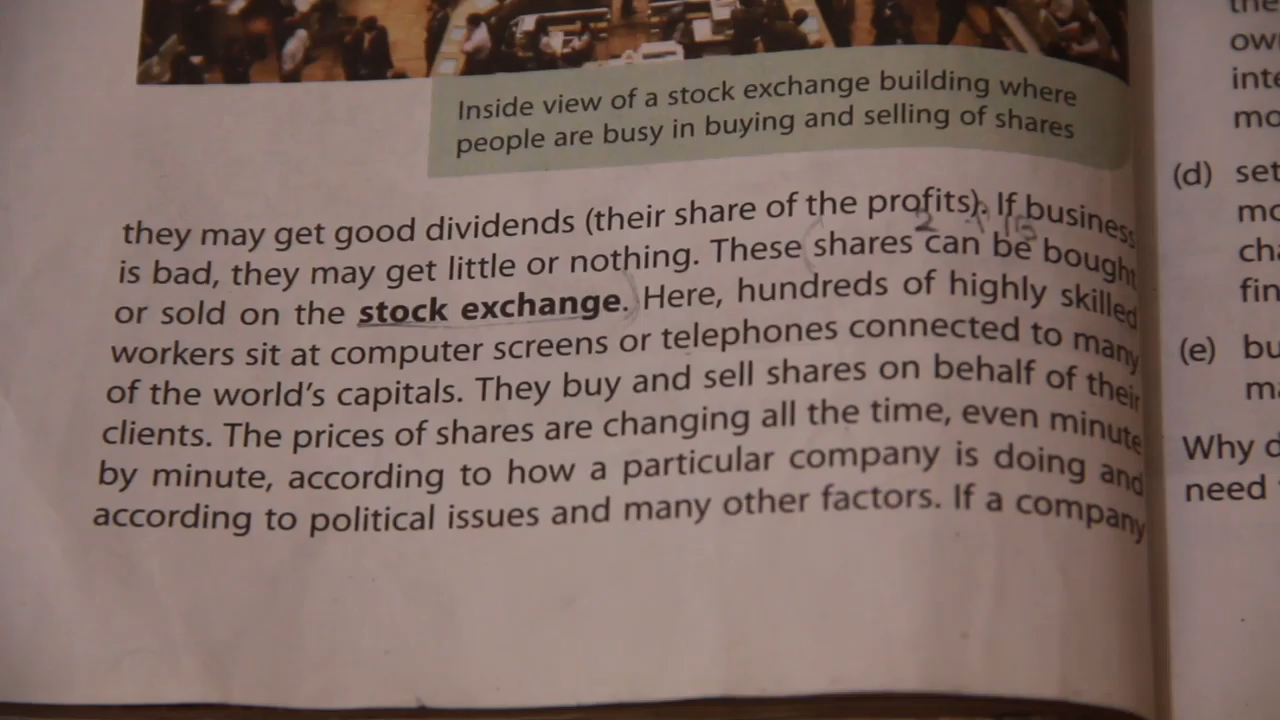 Inside view of a stock exchange building where
people are busy in buying and selling of shares
they may get good dividends (their share of the profits). If business
is bad, they may get little or nothing. These shares can be bought
or sold on the stock exchange. Here, hundreds of highly skilled
workers sit at computer screens or telephones connected to many
of the world's capitals. They buy and sell shares on behalf of their
clients. The prices of shares are changing all the time, even minute
by minute, according to how a particular company is doing and
according to political issues and many other factors. If a company
(d)
(e)
Why
need